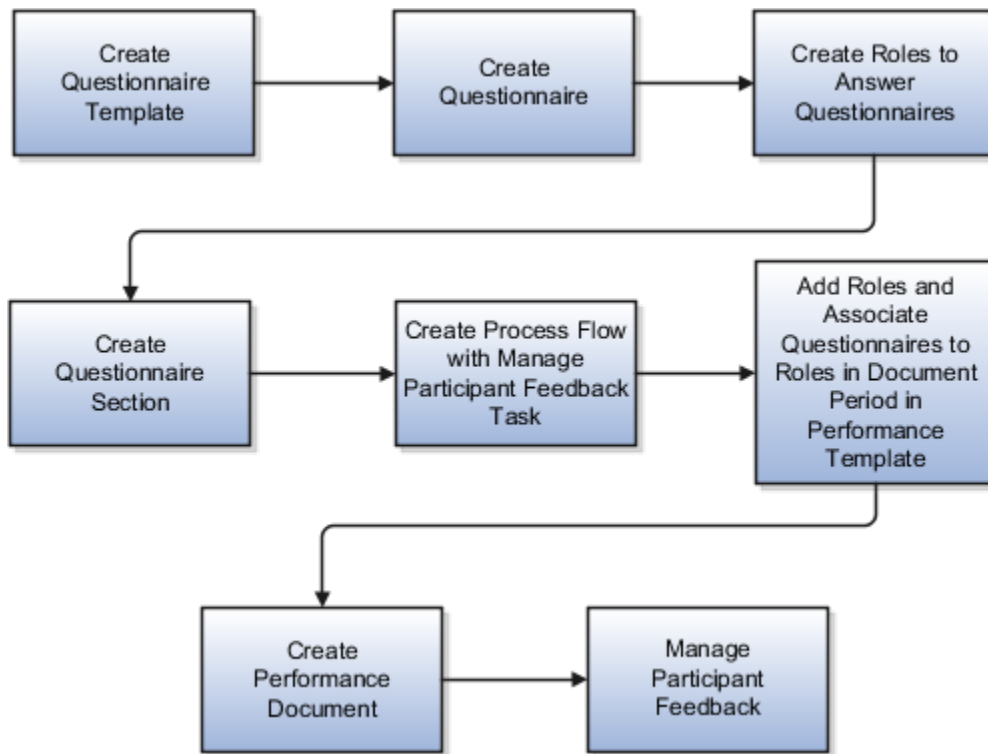 Create
Questionnaire
Template
Create
Questionnaire
Create Roles to
Answer
Questionnaires
Create
Questionnaire
Section
Create Process Flow
with Manage
Participant Feedback
Task
Add Roles and
Associate
Questionnaires to
Roles in Document
Period in
Performance
Template
Create
Performance
Document
Manage
Participant
Feedback